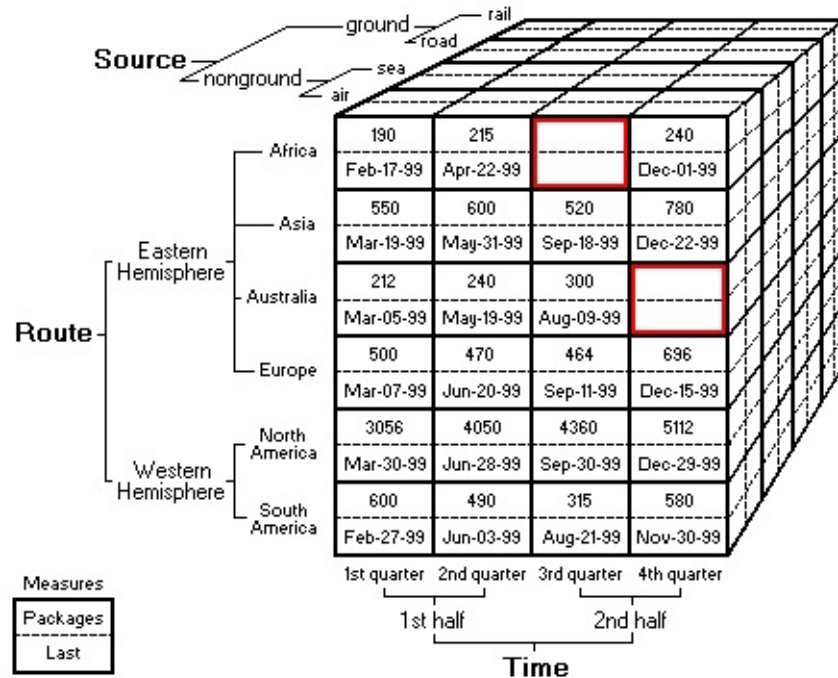 ground
rail
road
Source
nonground
sea
air
Africa
190 215 240
Feb-17-99 Apr-22-99 Dec-01-99
Asia
550 600 520 780
Mar-19-99 May-31-99 Sep-18-99 Dec-22-99
Eastern
Hemisphere
Australia
212 240 300
Mar-05-99 May-19-99 Aug-09-99
Route
Europe
500 470 464 696
Mar-07-99 Jun-20-99 Sep-11-99 Dec-15-99
North
America
3056 4050 4360 5112
Mar-30-99 Jun-28-99 Sep-30-99 Dec-29-99
Western
Hemisphere
South
America
600 490 315 580
Feb-27-99 Jun-03-99 Aug-21-99 Nov-30-99
1st quarter 2nd quarter 3rd quarter 4th quarter
1st half 2nd half
Time
Measures
Packages
Last